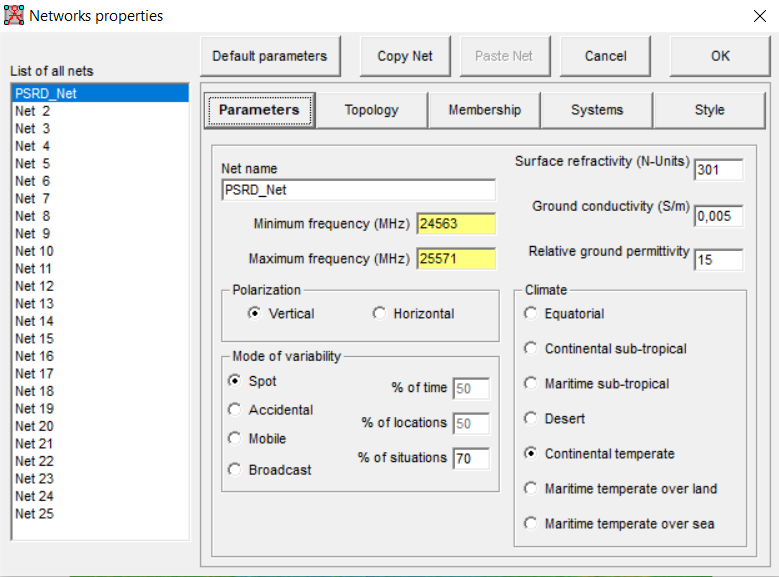 Networks properties
Default parameters
Copy Net
Paste Net
Cancel
OK
List of all nets
PSRD_Net
Net 2
Net 3
Net 4
Net 5
Net 6
Net 7
Net 8
Net 9
Net 10
Net 11
Net 12
Net 13
Net 14
Net 15
Net 16
Net 17
Net 18
Net 19
Net 20
Net 21
Net 22
Net 23
Net 24
Net 25
Parameters
Topology
Membership
Systems
Style
Net name
PSRD_Net
Minimum frequency (MHz) 24563
Maximum frequency (MHz) 25571
Surface refractivity (N-Units) 301
Ground conductivity (S/m) 0,005
Relative ground permittivity 15
Polarization
Vertical
Horizontal
Mode of variability
Spot
Accidental
Mobile
Broadcast
% of time 50
% of locations 50
% of situations 70
Climate
Equatorial
Continental sub-tropical
Maritime sub-tropical
Desert
Continental temperate
Maritime temperate over land
Maritime temperate over sea